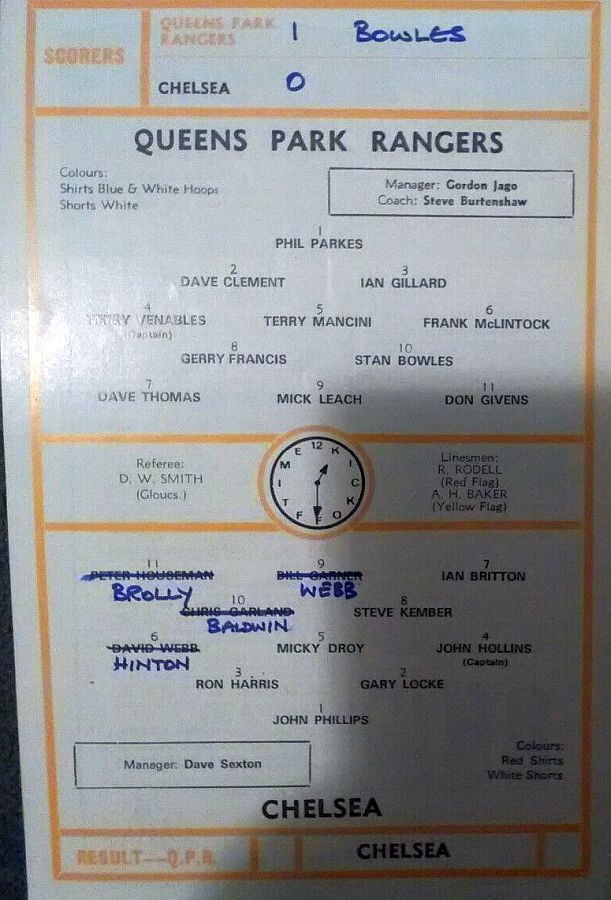 SCORERS
QUEENS PARK RANGERS 1 BOWLES
CHELSEA 0
QUEENS PARK RANGERS
Colours:
Shirts Blue & White Hoops
Shorts White
Manager: Gordon Jago
Coach: Steve Burtenshaw
1
PHIL PARKES
2 3
DAVE CLEMENT IAN GILLARD
4 5 6
TERRY VENABLES TERRY MANCINI FRANK McLINTOCK
(Captain)
8 10
GERRY FRANCIS STAN BOWLES
7 9 11
DAVE THOMAS MICK LEACH DON GIVENS
Referee:
D. W. SMITH
(Gloucs.)
12 K I C K O F F T I M E
Linesmen:
R. RODELL
(Red Flag)
A. H. BAKER
(Yellow Flag)
11 9 7
PETER HOUSEMAN BILL GARNER IAN BRITTON
BROLLY WEBB
10 8
CHRIS GARLAND STEVE KEMBER
BALDWIN
6 5 4
DAVID WEBB MICKY DROY JOHN HOLLINS
HINTON (Captain)
3 2
RON HARRIS GARY LOCKE
1
JOHN PHILLIPS
Manager: Dave Sexton
Colours:
Red Shirts
White Shorts
CHELSEA
RESULT—Q.P.R. CHELSEA